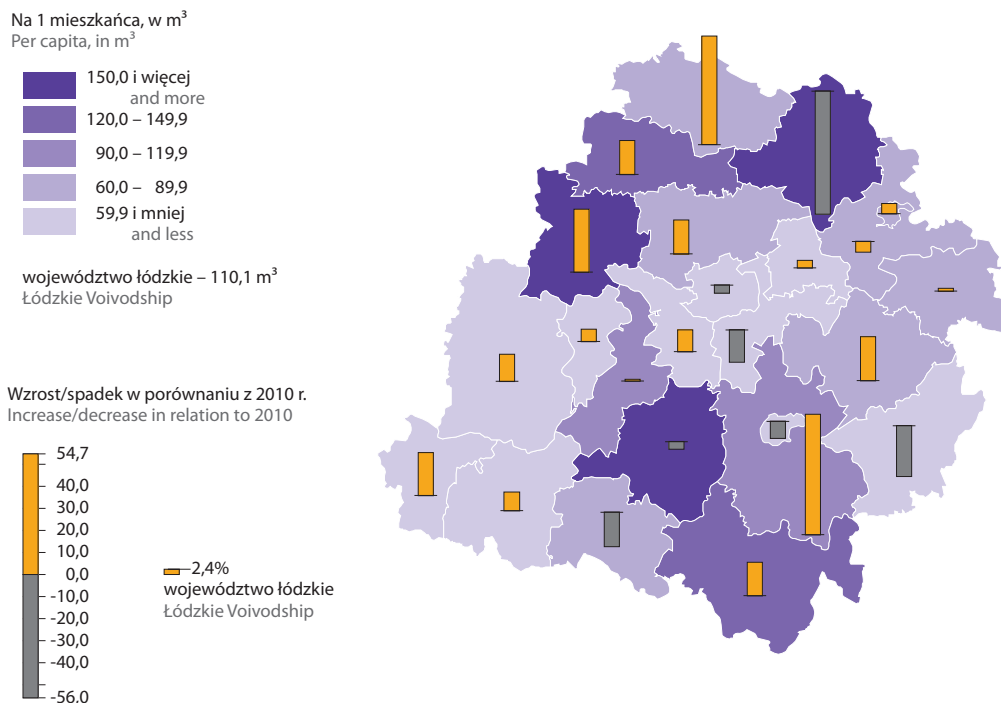 Na 1 mieszkańca, w m³
Per capita, in m³
150,0 i więcej
and more
120,0 – 149,9
90,0 – 119,9
60,0 – 89,9
59,9 i mniej
and less
województwo łódzkie – 110,1 m³
Łódzkie Voivodship
Wzrost/spadek w porównaniu z 2010 r.
Increase/decrease in relation to 2010
54,7
40,0
30,0
20,0
10,0
0,0
-10,0
-20,0
-30,0
-40,0
-56,0
2,4%
województwo łódzkie
Łódzkie Voivodship